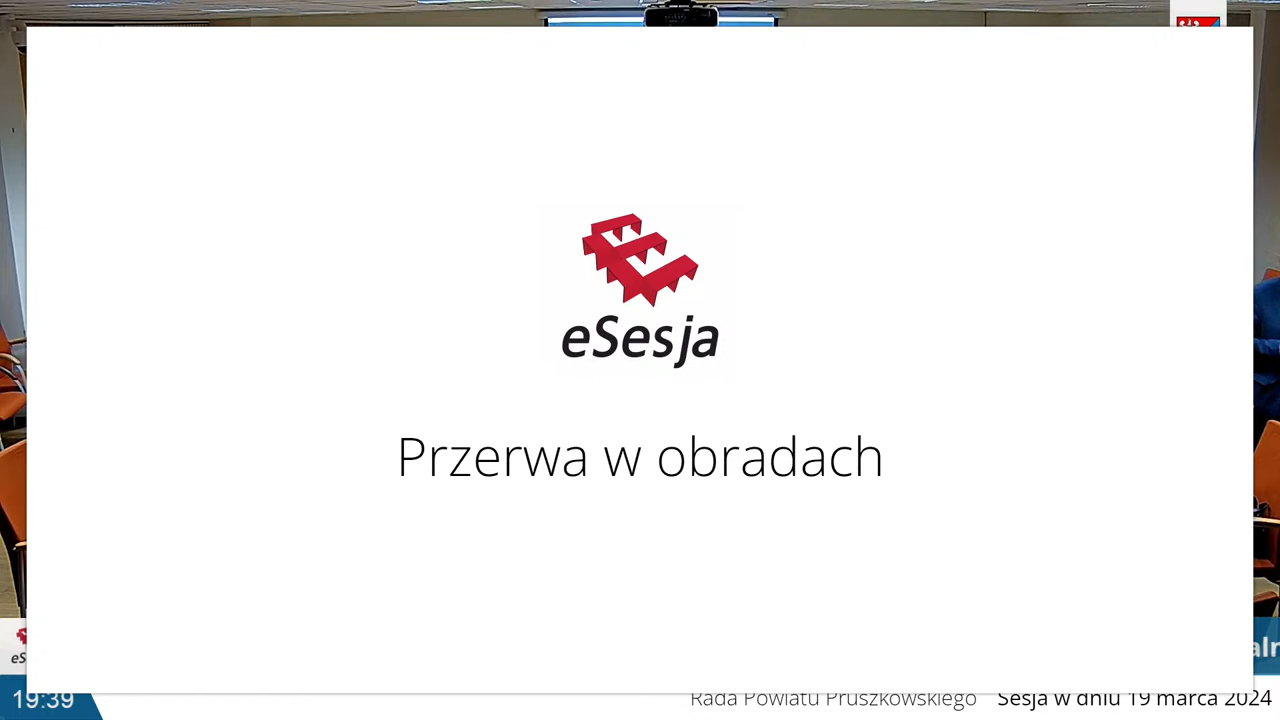 eSesja
Przerwa w obradach
19:39
Rada Powiatu Pruszkowskiego Sesja w dniu 19 marca 2024